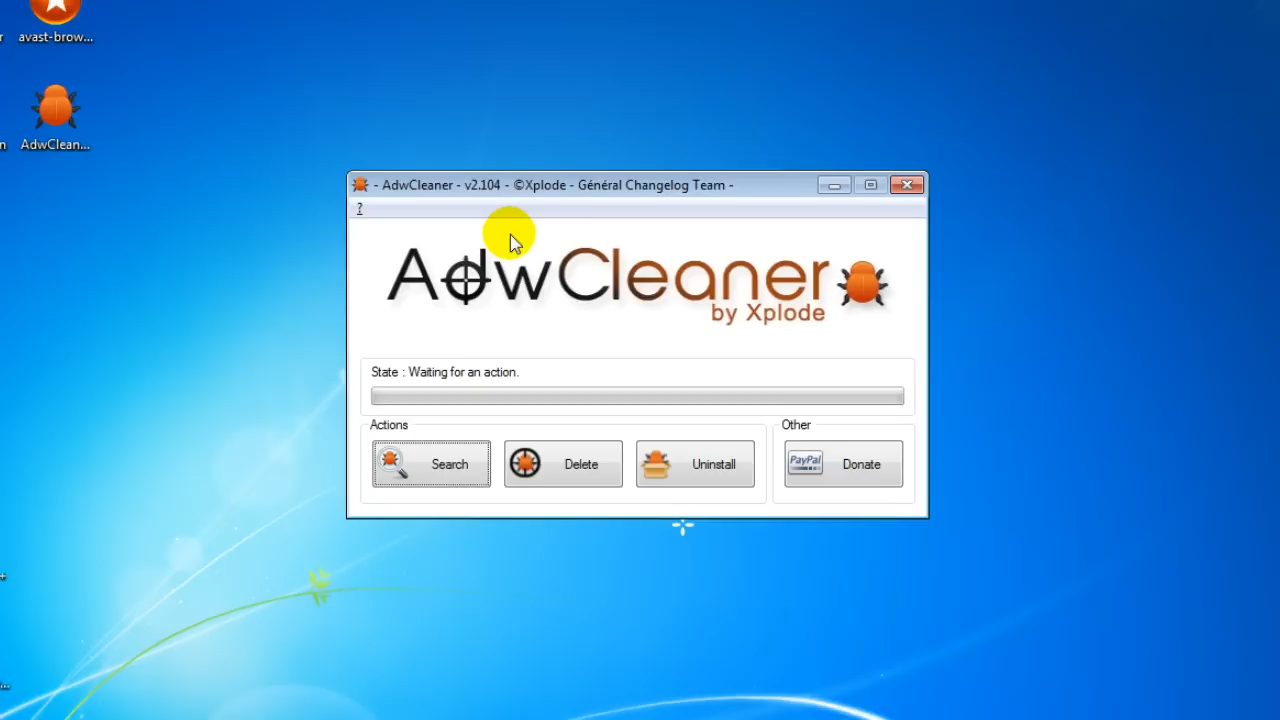 avast-brow...
AdwClean...
- AdwCleaner - v2.104 - ©Xplode - Général Changelog Team -
?
AdwCleaner
by Xplode
State : Waiting for an action.
Actions
Other
Search
Delete
Uninstall
PayPal
Donate